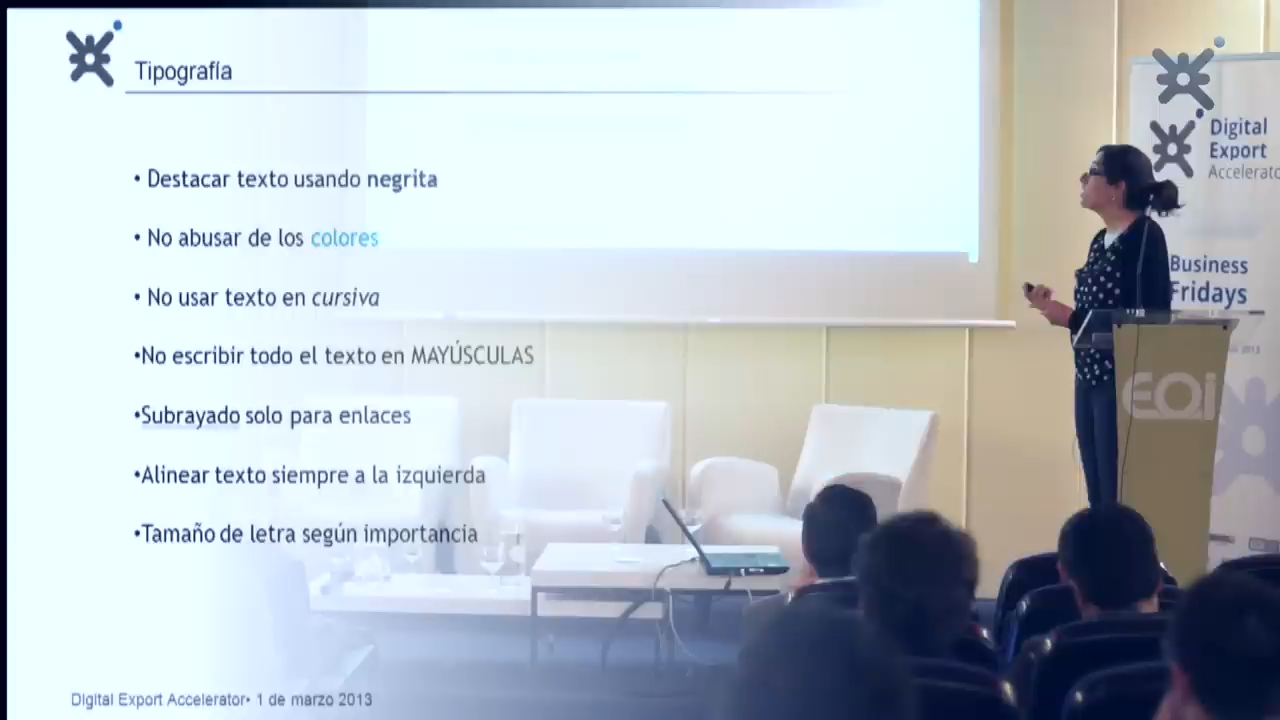 Tipografía
• Destacar texto usando negrita
• No abusar de los colores
• No usar texto en cursiva
•No escribir todo el texto en MAYÚSCULAS
•Subrayado solo para enlaces
•Alinear texto siempre a la izquierda
•Tamaño de letra según importancia
Digital Export Accelerator• 1 de marzo 2013
Digital
Export
Accelerato
Business
Fridays
2013
EOi